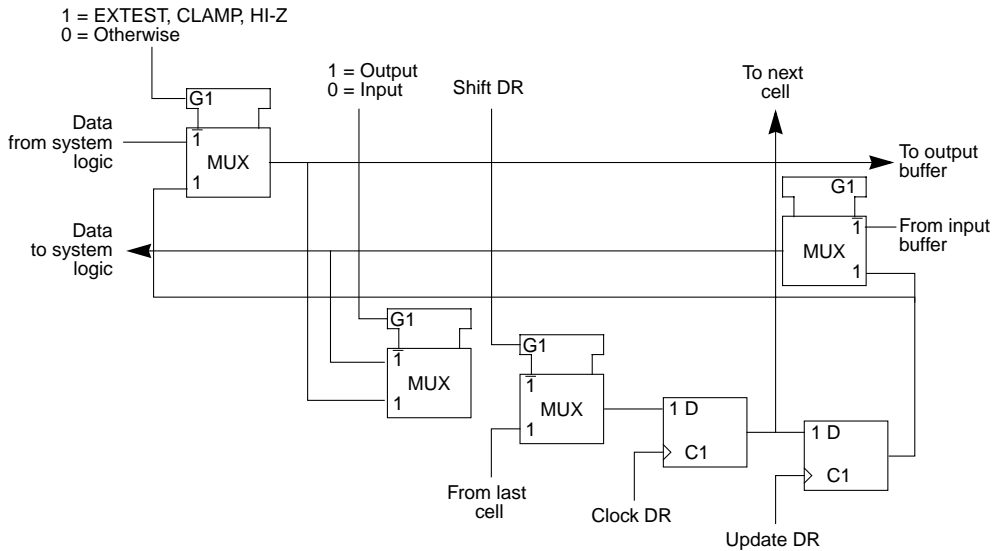 1 = EXTEST, CLAMP, HI-Z
0 = Otherwise
1 = Output
0 = Input
Shift DR
To next
cell
G1
Data
from system
logic
1
MUX
1
To output
buffer
G1
Data
to system
logic
1
From input
buffer
MUX
1
G1
1
MUX
1
G1
1
MUX
1
1 D
C1
1 D
C1
From last
cell
Clock DR
Update DR